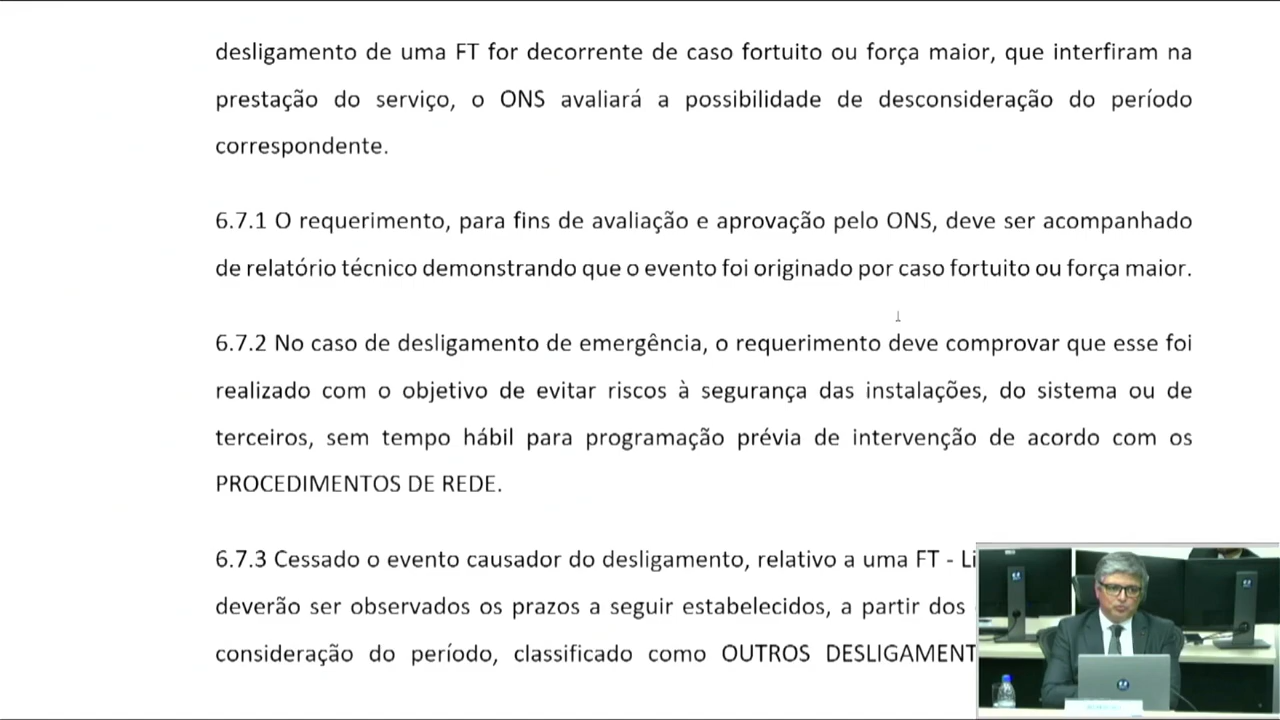 desligamento de uma FT for decorrente de caso fortuito ou força maior, que interfiram na
prestação do serviço, o ONS avaliará a possibilidade de desconsideração do período
correspondente.
6.7.1 O requerimento, para fins de avaliação e aprovação pelo ONS, deve ser acompanhado
de relatório técnico demonstrando que o evento foi originado por caso fortuito ou força maior.
6.7.2 No caso de desligamento de emergência, o requerimento deve comprovar que esse foi
realizado com o objetivo de evitar riscos à segurança das instalações, do sistema ou de
terceiros, sem tempo hábil para programação prévia de intervenção de acordo com os
PROCEDIMENTOS DE REDE.
6.7.3 Cessado o evento causador do desligamento, relativo a uma FT - Li
deverão ser observados os prazos a seguir estabelecidos, a partir dos
consideração do período, classificado como OUTROS DESLIGAMENT